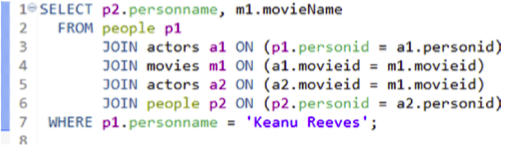 1 SELECT p2.personname, m1.movieName
2 FROM people p1
3 JOIN actors a1 ON (p1.personid = a1.personid)
4 JOIN movies m1 ON (a1.movieid = m1.movieid)
5 JOIN actors a2 ON (a2.movieid = m1.movieid)
6 JOIN people p2 ON (p2.personid = a2.personid)
7 WHERE p1.personname = 'Keanu Reeves';
8